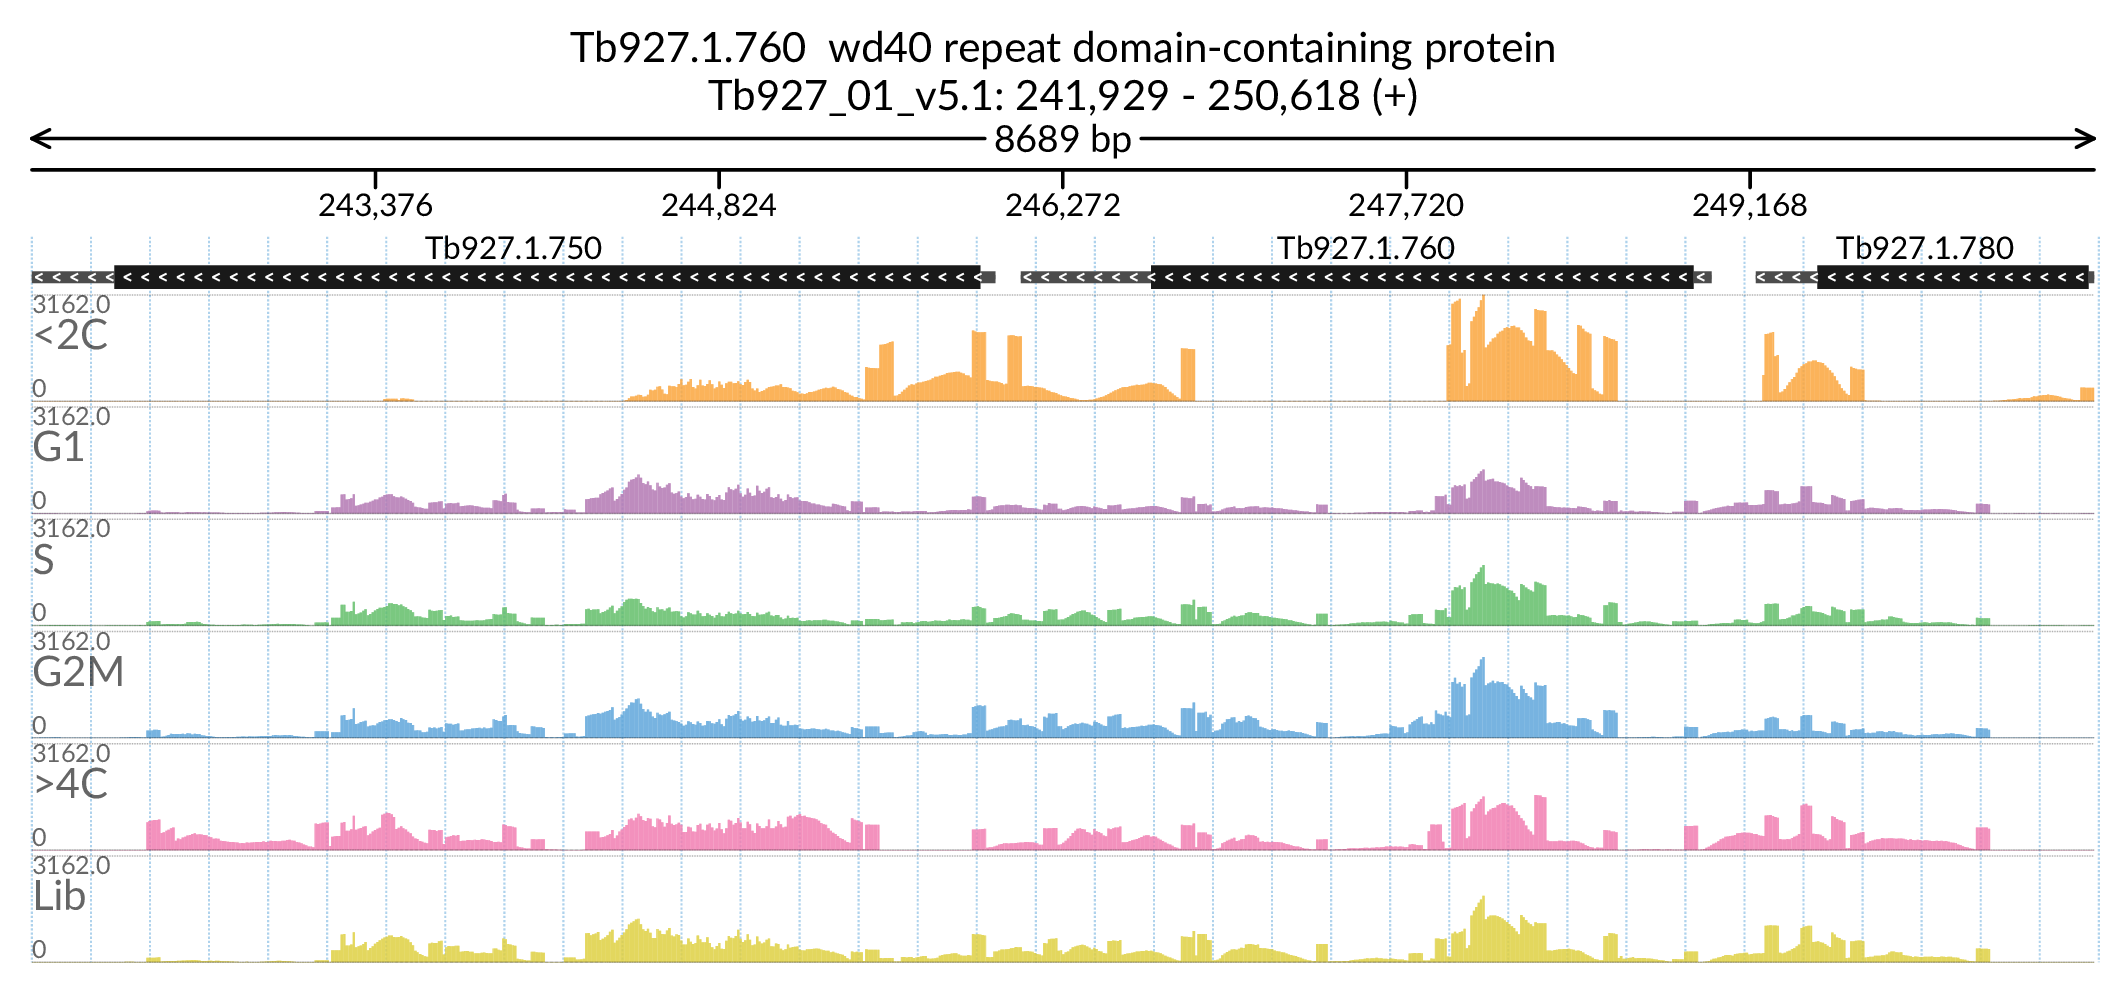 Tb927.1.760  wd40 repeat domain-containing protein
Tb927_01_v5.1: 241,929 - 250,618 (+)
8689 bp
243,376 244,824 246,272 247,720 249,168
Tb927.1.750 Tb927.1.760 Tb927.1.780
3162.0
<2C
0
3162.0
G1
0
3162.0
S
0
3162.0
G2M
0
3162.0
>4C
0
3162.0
Lib
0